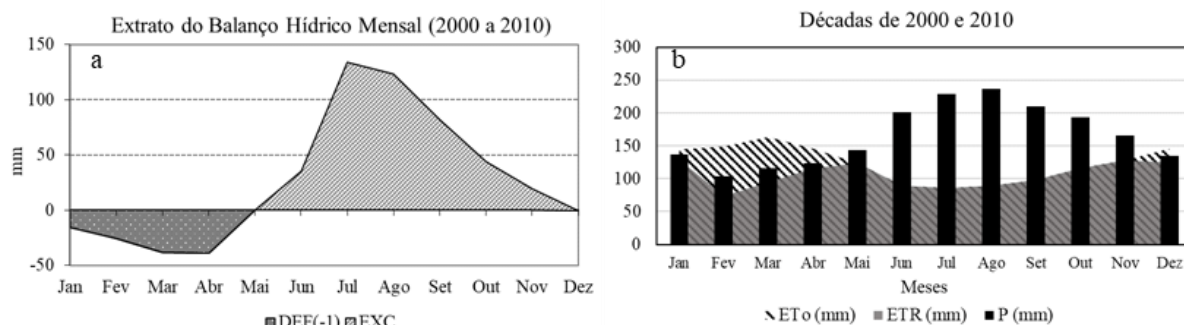 Extrato do Balanço Hídrico Mensal (2000 a 2010)
a
150
100
50
0
-50
mm
Jan Fev Mar Abr Mai Jun Jul Ago Set Out Nov Dez
DEF(-1) EXC
Décadas de 2000 e 2010
b
300
250
200
150
100
50
0
Jan Fev Mar Abr Mai Jun Jul Ago Set Out Nov Dez
Meses
ETo (mm) ETR (mm) P (mm)